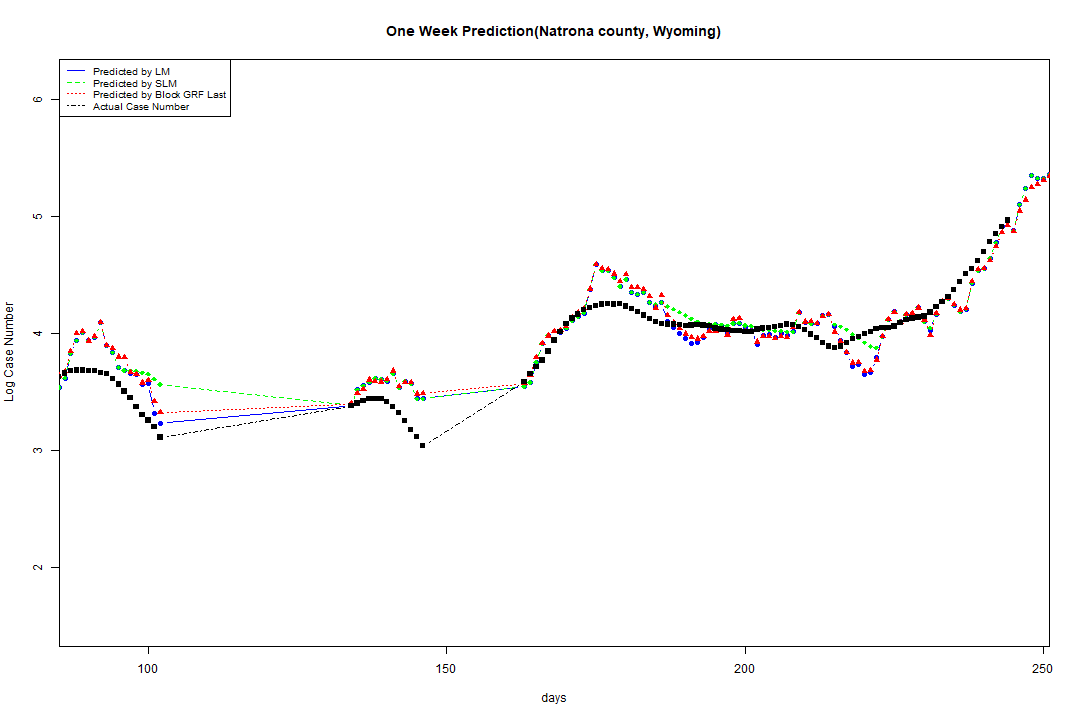 One Week Prediction(Natrona county, Wyoming)
Predicted by LM
Predicted by SLM
Predicted by Block GRF Last
Actual Case Number
6
5
4
3
2
Log Case Number
100
150
200
250
days